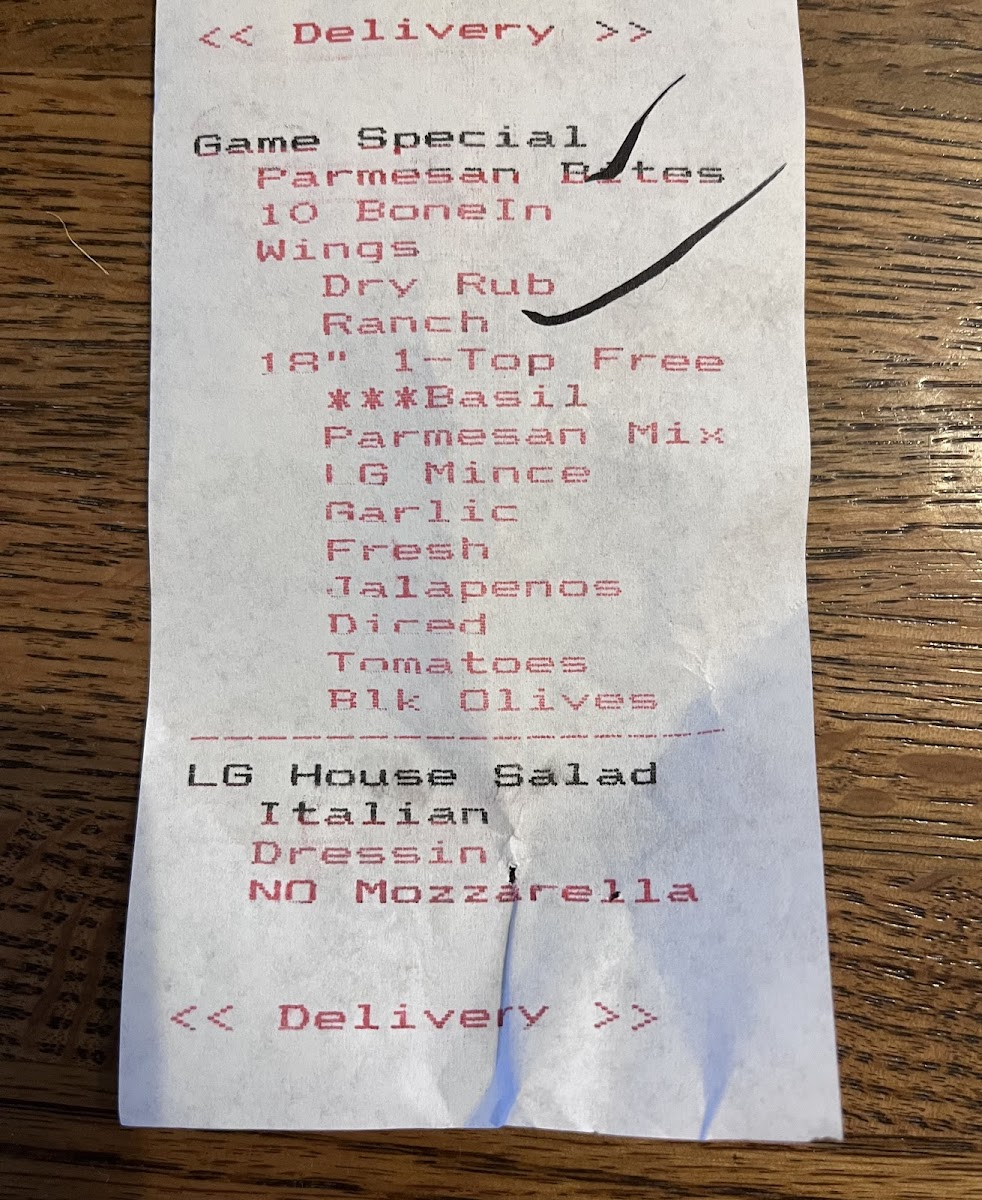 << Delivery >>
Game Special
Parmesan Bites
10 BoneIn
Wings
Dry Rub
Ranch
18" 1-Top Free
***Basil
Parmesan Mix
LG Mince
Garlic
Fresh
Jalapenos
Dired
Tomatoes
Blk Olives
----------------
LG House Salad
Italian
Dressin
NO Mozzarella
<< Delivery >>